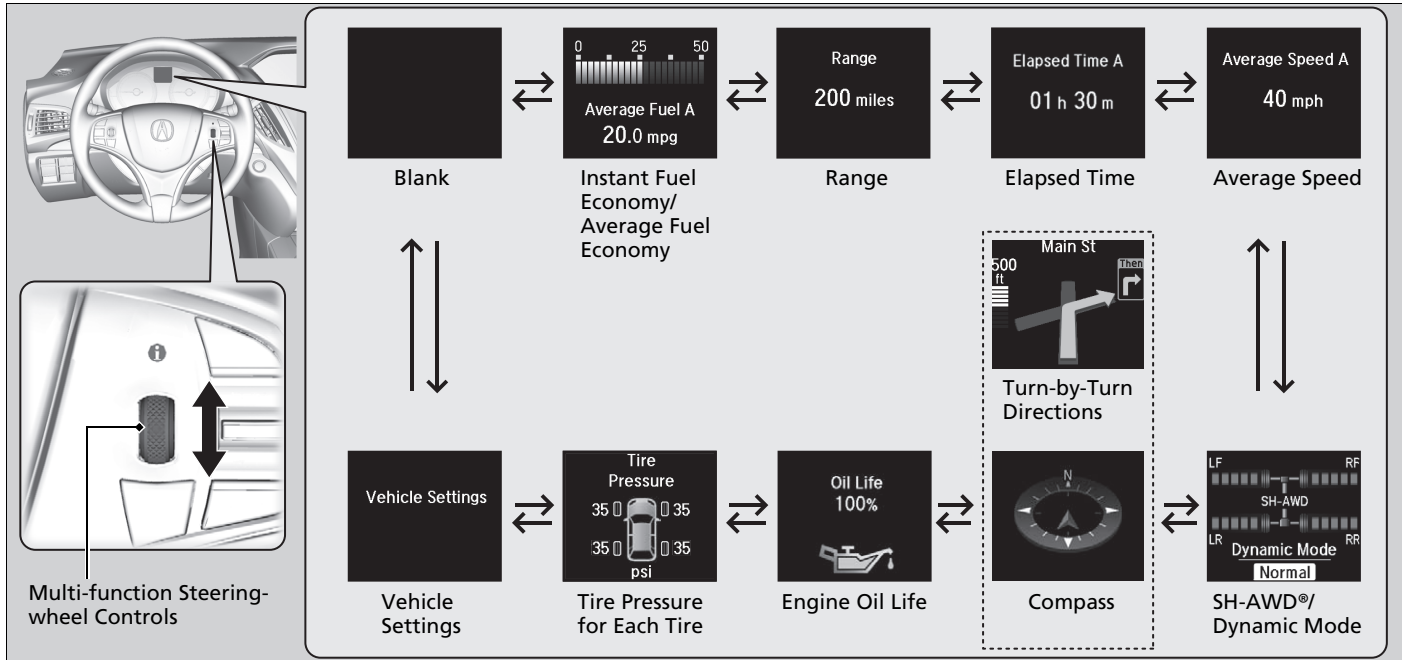 0 25 50
Average Fuel A
20.0 mpg
Range
200 miles
Elapsed Time A
01 h 30 m
Average Speed A
40 mph
Blank
Instant Fuel
Economy/
Average Fuel
Economy
Range
Elapsed Time
Average Speed
Main St
500
ft
Then
Turn-by-Turn
Directions
i
Vehicle Settings
Tire
Pressure
35 35
35 35
psi
Oil Life
100%
N
LF RF
SH-AWD
LR RR
Dynamic Mode
Normal
Multi-function Steering-
wheel Controls
Vehicle
Settings
Tire Pressure
for Each Tire
Engine Oil Life
Compass
SH-AWD®/
Dynamic Mode